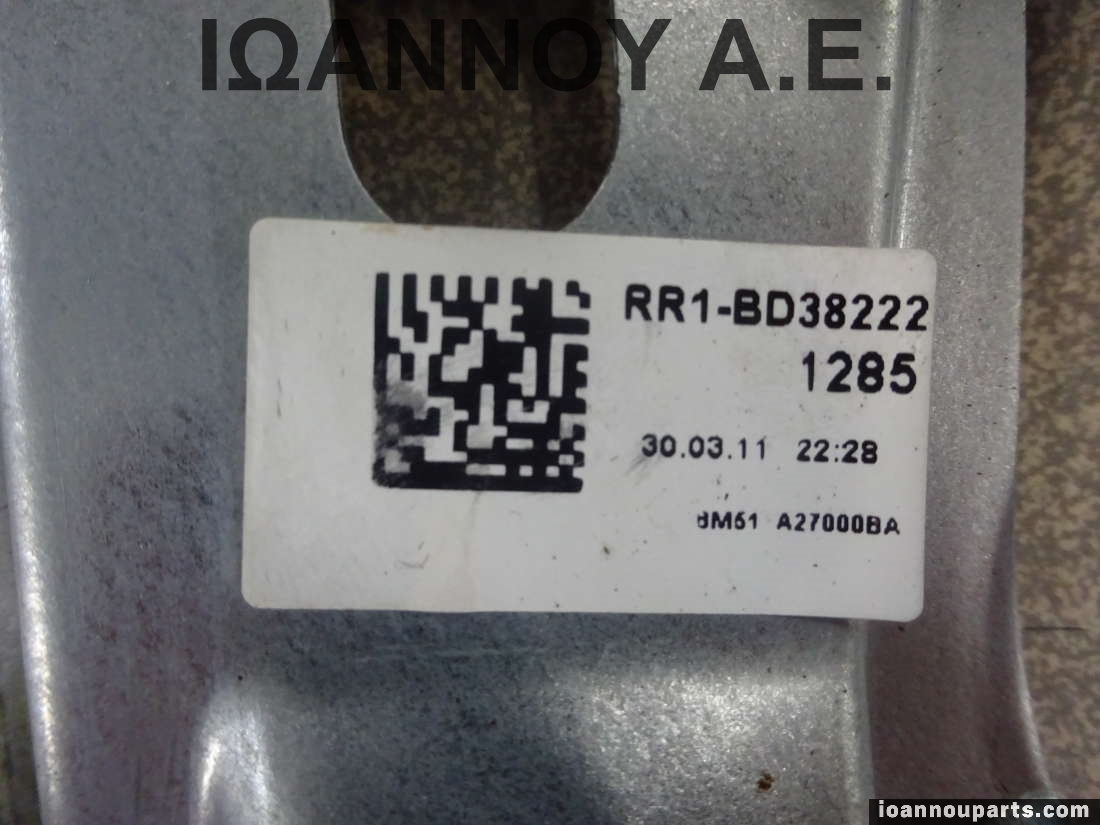 ΙΩΑΝΝΟΥ Α.Ε.
RR1-BD38222
1285
30.03.11 22:28
8M51 A27000BA
ioannouparts.com